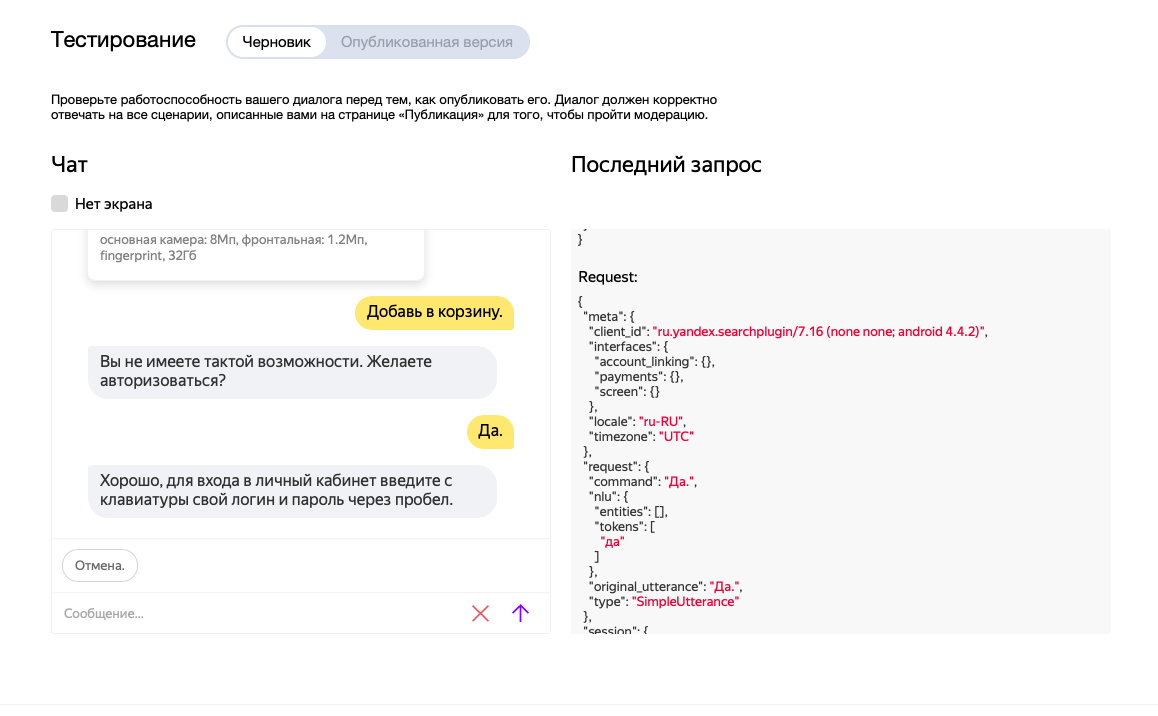 Тестирование
Черновик
Опубликованная версия
Проверьте работоспособность вашего диалога перед тем, как опубликовать его. Диалог должен корректно
отвечать на все сценарии, описанные вами на странице «Публикация» для того, чтобы пройти модерацию.
Чат
Нет экрана
основная камера: 8Мп, фронтальная: 1.2Мп,
fingerprint, 32Гб
Добавь в корзину.
Вы не имеете тактой возможности. Желаете
авторизоваться?
Да.
Хорошо, для входа в личный кабинет введите с
клавиатуры свой логин и пароль через пробел.
Отмена.
Сообщение...
Последний запрос
}
Request:
{
"meta": {
"client_id": "ru.yandex.searchplugin/7.16 (none none; android 4.4.2)",
"interfaces": {
"account_linking": {},
"payments": {},
"screen": {}
},
"locale": "ru-RU",
"timezone": "UTC"
},
"request": {
"command": "Да.",
"nlu": {
"entities": [],
"tokens": [
"да"
]
},
"original_utterance": "Да.",
"type": "SimpleUtterance"
},
"session": {